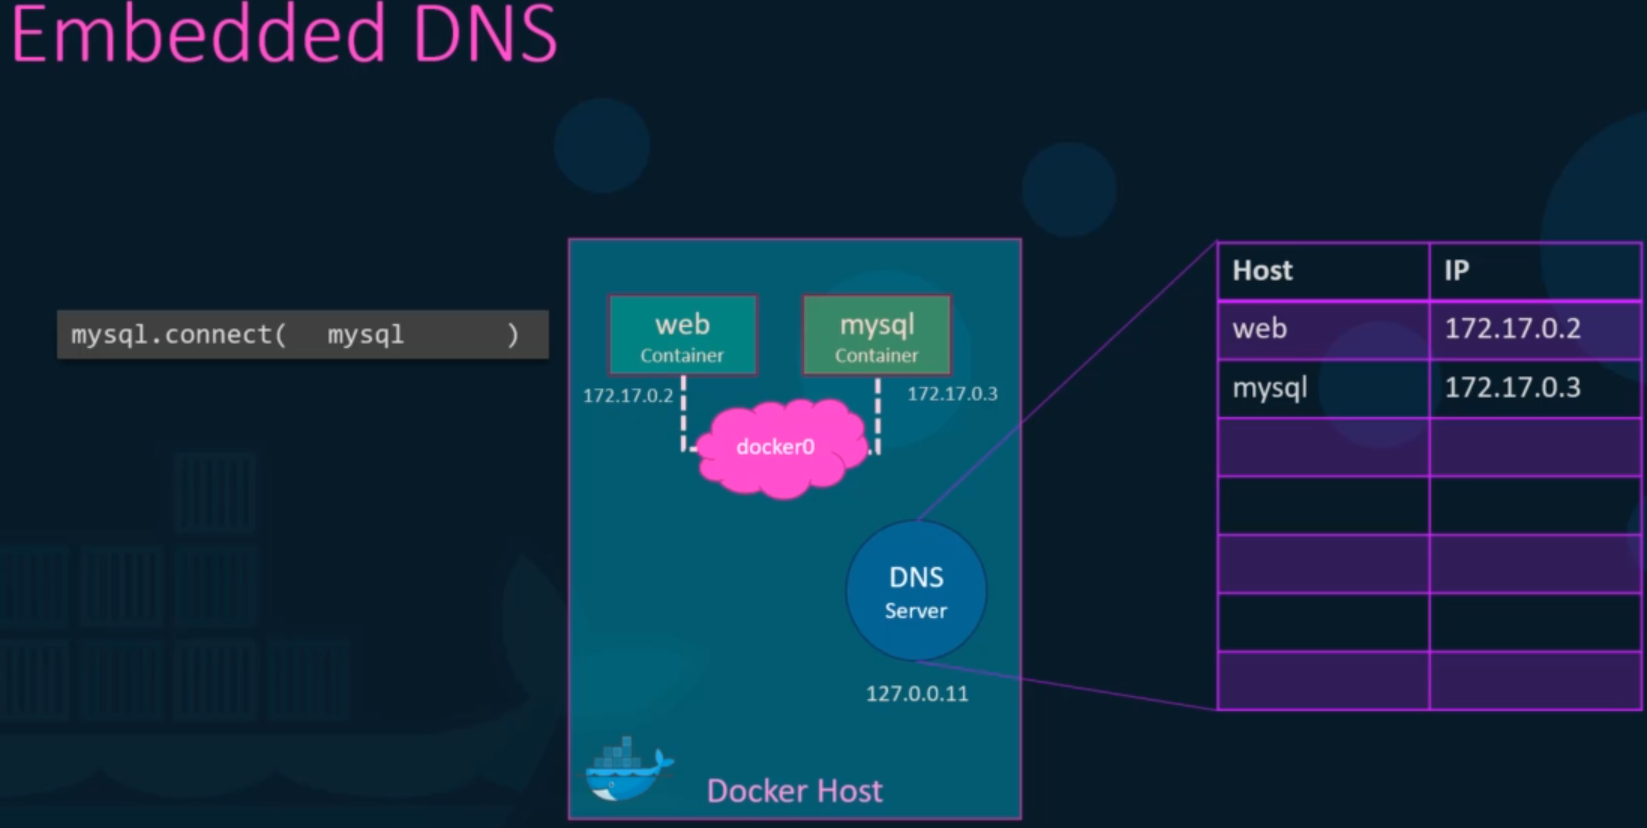 Embedded DNS
mysql.connect( mysql )
web
Container
mysql
Container
172.17.0.2
172.17.0.3
docker0
DNS
Server
127.0.0.11
Docker Host
Host IP
web 172.17.0.2
mysql 172.17.0.3